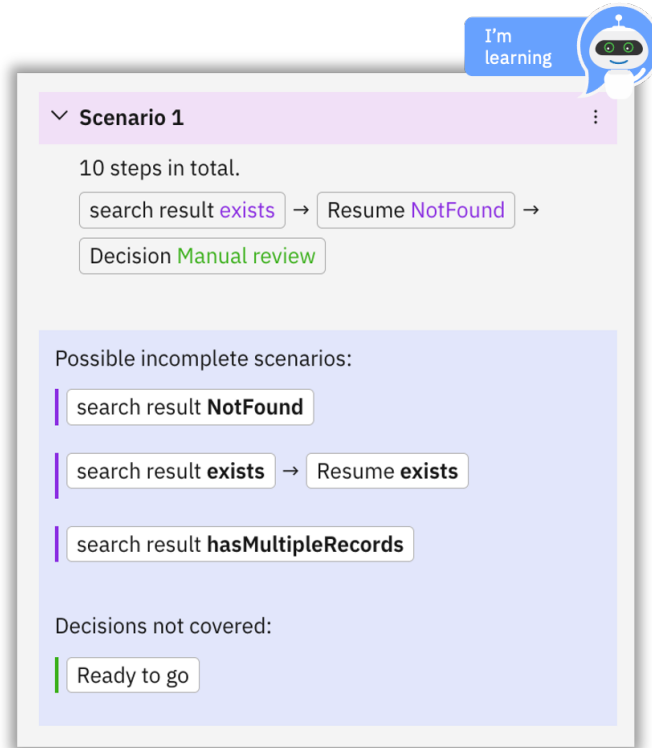 I'm
learning
Scenario 1
10 steps in total.
search result exists → Resume NotFound →
Decision Manual review
Possible incomplete scenarios:
search result NotFound
search result exists → Resume exists
search result hasMultipleRecords
Decisions not covered:
Ready to go